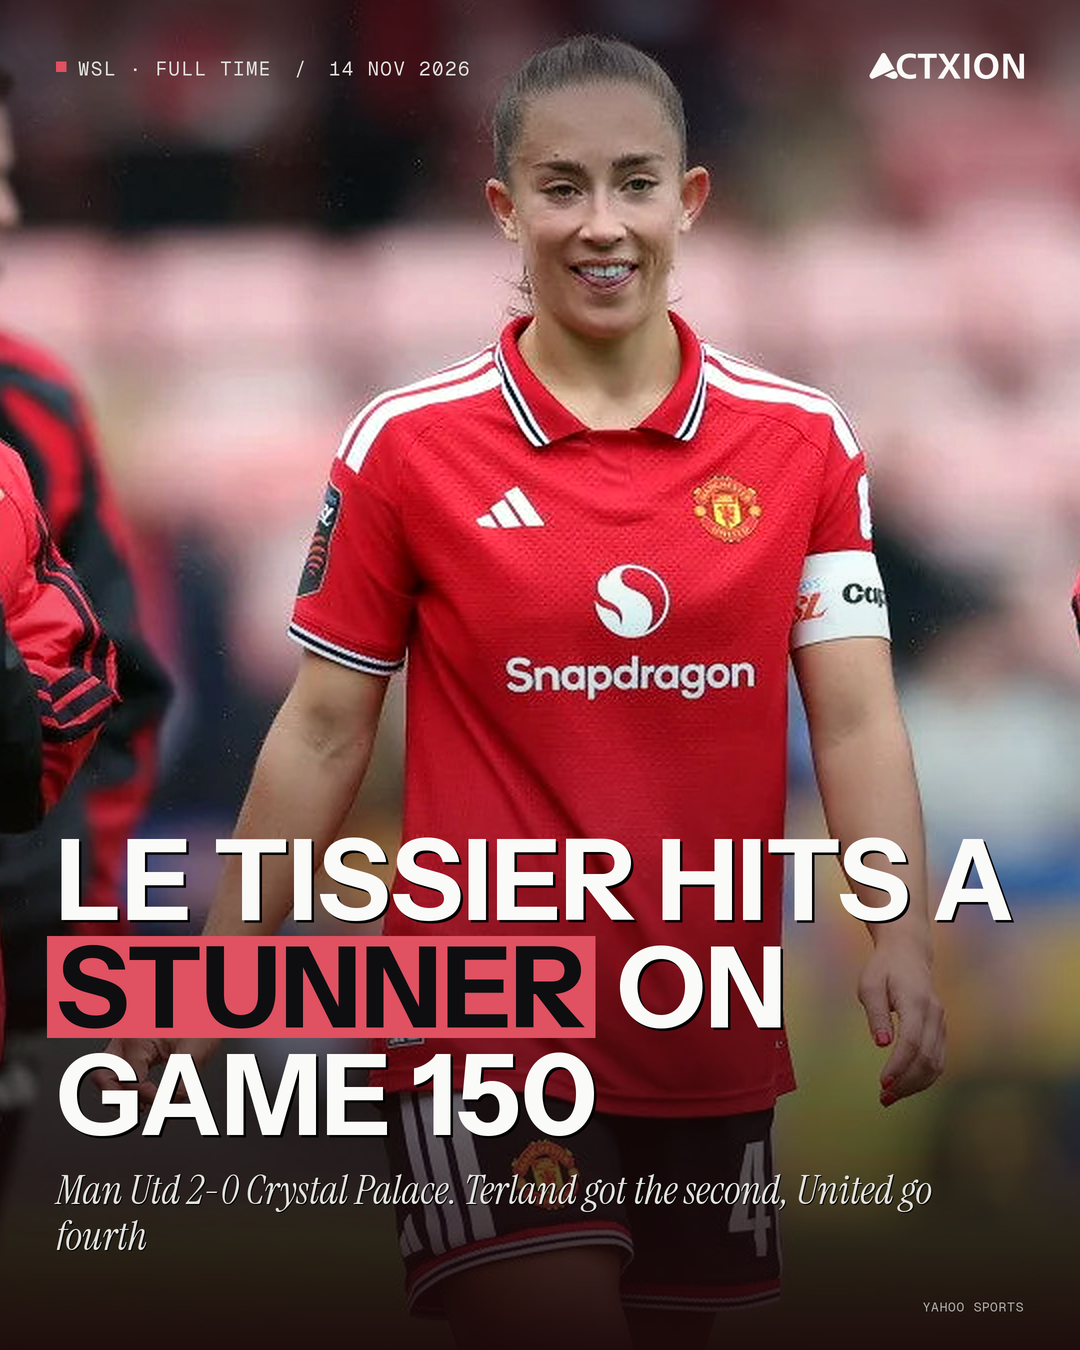 WSL · FULL TIME / 14 NOV 2026
ACTXION
Snapdragon
LE TISSIER HITS A
STUNNER ON
GAME 150
4
Man Utd 2-0 Crystal Palace. Terland got the second, United go
fourth
YAHOO SPORTS